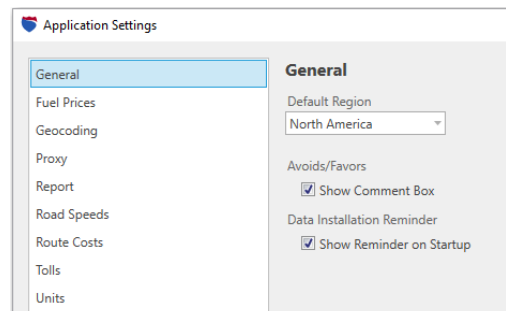 Application Settings
General
Fuel Prices
Geocoding
Proxy
Report
Road Speeds
Route Costs
Tolls
Units
General
Default Region
North America
Avoids/Favors
Show Comment Box
Data Installation Reminder
Show Reminder on Startup